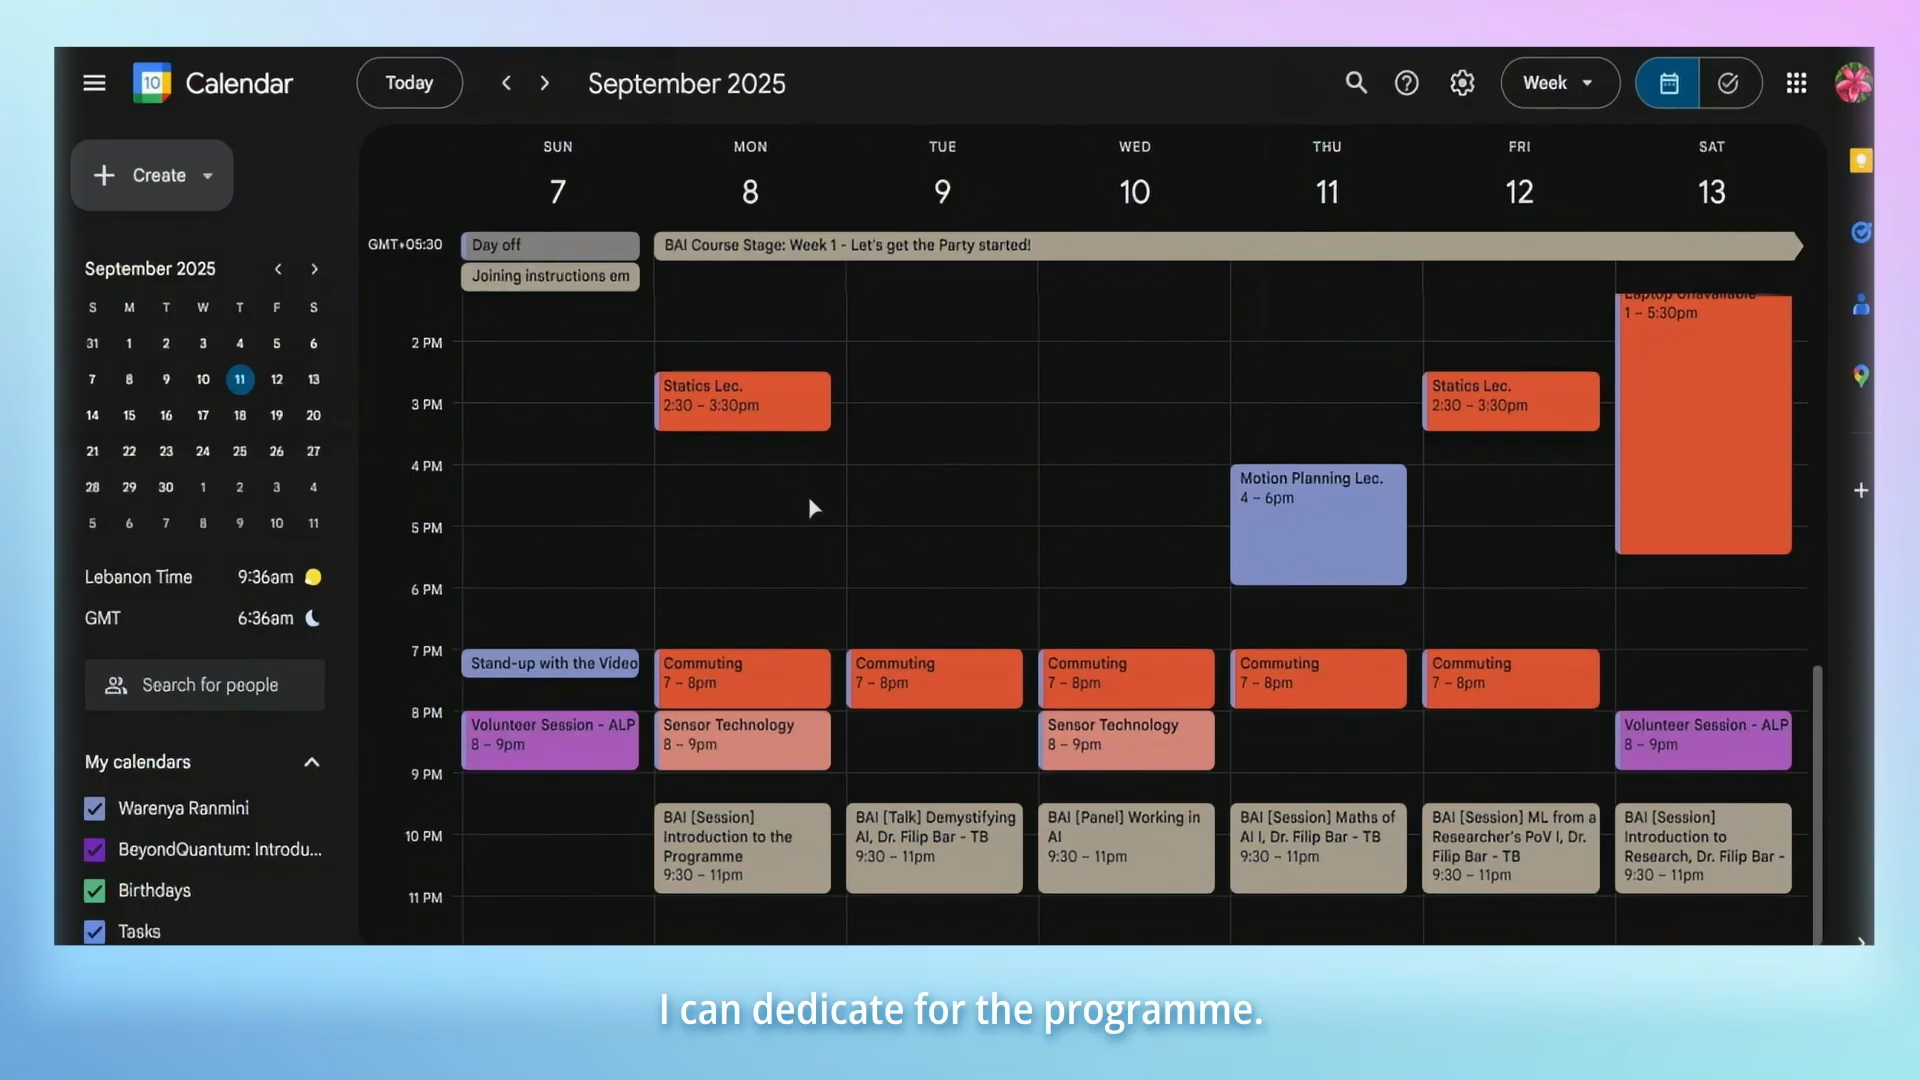 10
Calendar
Today
September 2025
Week
Create
SUN
MON
TUE
WED
THU
FRI
SAT
7
8
9
10
11
12
13
GMT+05:30
Day off
BAI Course Stage: Week 1 - Let's get the Party started!
Joining instructions em
September 2025
S M T W T F S
31 1 2 3 4 5 6
7 8 9 10 11 12 13
14 15 16 17 18 19 20
21 22 23 24 25 26 27
28 29 30 1 2 3 4
5 6 7 8 9 10 11
Lebanon Time 9:36am
GMT 6:36am
Search for people
My calendars
Warenya Ranmini
BeyondQuantum: Introdu...
Birthdays
Tasks
2 PM
3 PM
4 PM
5 PM
6 PM
7 PM
8 PM
9 PM
10 PM
11 PM
Laptop Unavailable
1 – 5:30pm
Statics Lec.
2:30 – 3:30pm
Statics Lec.
2:30 – 3:30pm
Motion Planning Lec.
4 – 6pm
Stand-up with the Video
Commuting
7 – 8pm
Commuting
7 – 8pm
Commuting
7 – 8pm
Commuting
7 – 8pm
Commuting
7 – 8pm
Volunteer Session - ALP
8 – 9pm
Sensor Technology
8 – 9pm
Sensor Technology
8 – 9pm
Volunteer Session - ALP
8 – 9pm
BAI [Session]
Introduction to the
Programme
9:30 – 11pm
BAI [Talk] Demystifying
AI, Dr. Filip Bar - TB
9:30 – 11pm
BAI [Panel] Working in
AI
9:30 – 11pm
BAI [Session] Maths of
AI I, Dr. Filip Bar - TB
9:30 – 11pm
BAI [Session] ML from a
Researcher's PoV I, Dr.
Filip Bar - TB
9:30 – 11pm
BAI [Session]
Introduction to
Research, Dr. Filip Bar -
9:30 – 11pm
I can dedicate for the programme.